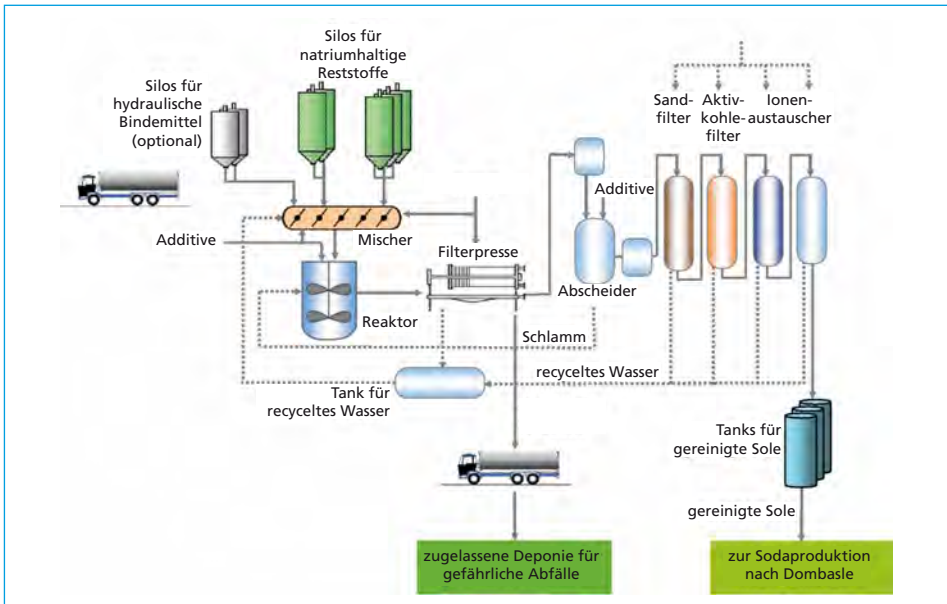 Silos für
natriumhaltige
Reststoffe
Silos für
hydraulische
Bindemittel
(optional)
Sand-
filter
Aktiv-
kohle-
filter
Ionen-
austauscher
Additive
Mischer
Additive
Filterpresse
Abscheider
Reaktor
Schlamm
recyceltes Wasser
Tank für
recyceltes Wasser
Tanks für
gereinigte Sole
gereinigte Sole
zugelassene Deponie für
gefährliche Abfälle
zur Sodaproduktion
nach Dombasle